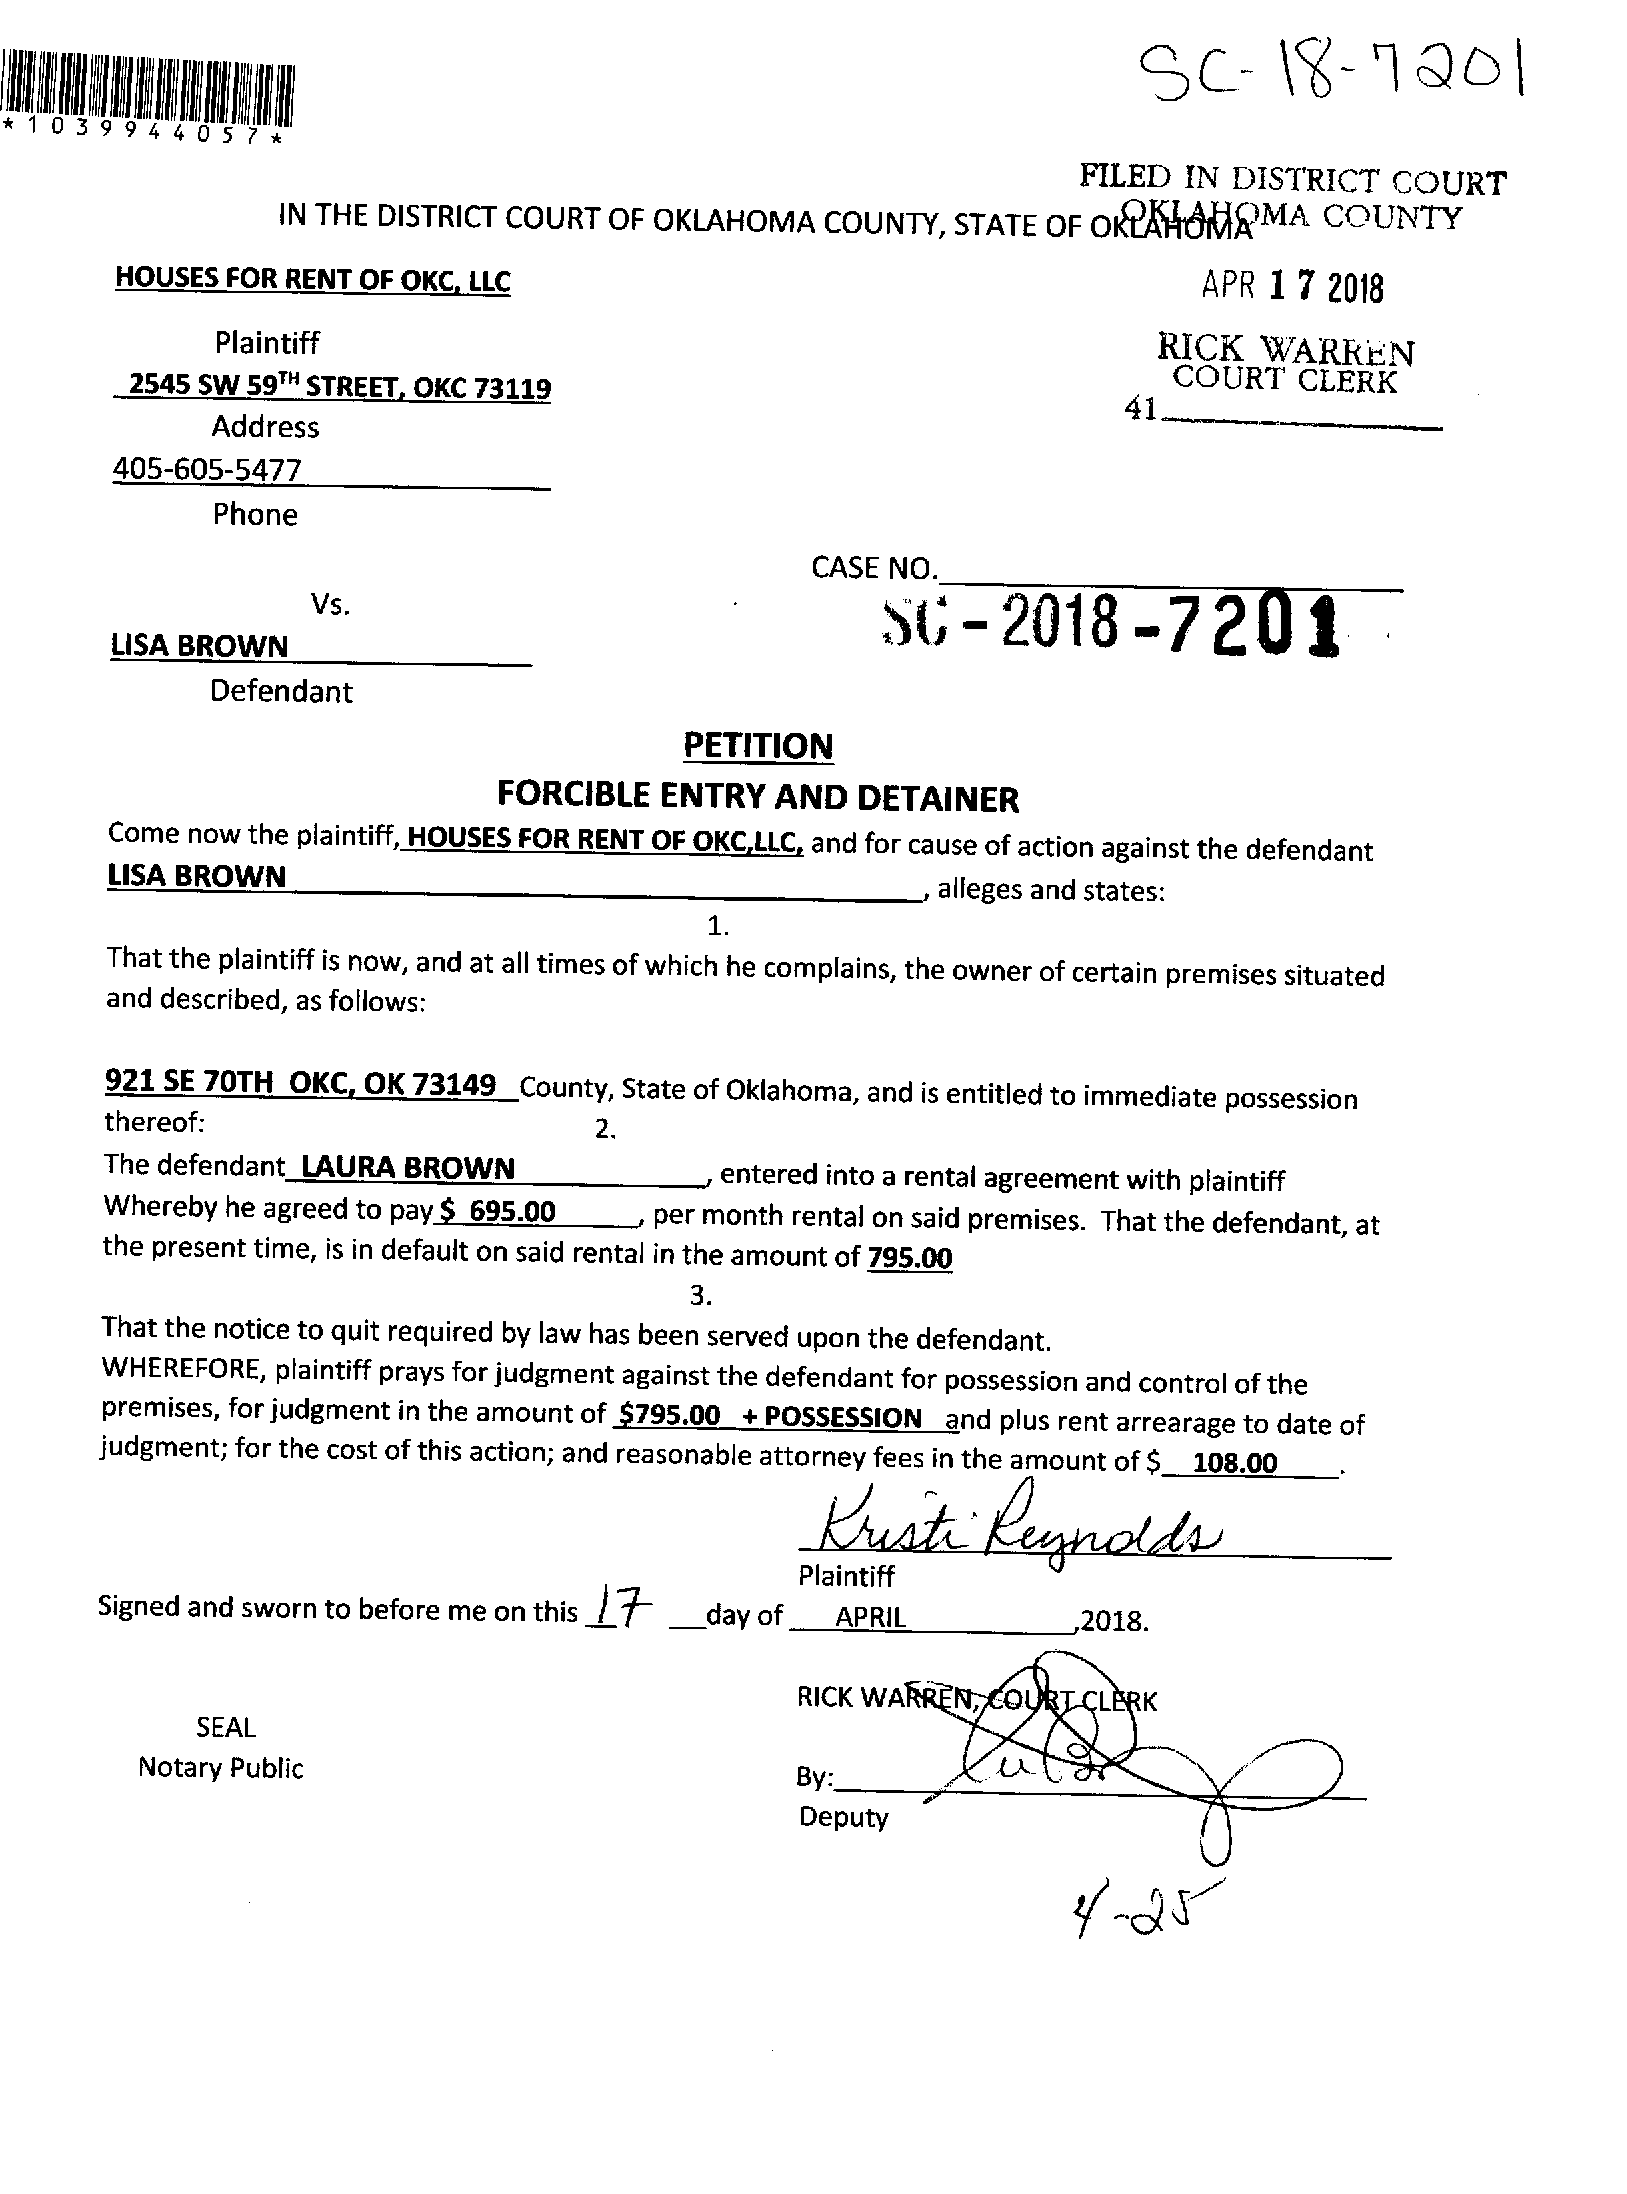 SC-18-7201
*1039944057*
FILED IN DISTRICT COURT
OKLAHOMA COUNTY
IN THE DISTRICT COURT OF OKLAHOMA COUNTY, STATE OF OKLAHOMA
HOUSES FOR RENT OF OKC, LLC
APR 17 2018
Plaintiff
RICK WARREN
COURT CLERK
2545 SW 59TH STREET, OKC 73119
41
Address
405-605-5477
Phone
CASE NO.
Vs.
SC-2018-7201
LISA BROWN
Defendant
PETITION
FORCIBLE ENTRY AND DETAINER
Come now the plaintiff, HOUSES FOR RENT OF OKC,LLC, and for cause of action against the defendant
LISA BROWN, alleges and states:
1.
That the plaintiff is now, and at all times of which he complains, the owner of certain premises situated
and described, as follows:
921 SE 70TH OKC, OK 73149 County, State of Oklahoma, and is entitled to immediate possession
thereof:
2.
The defendant LAURA BROWN, entered into a rental agreement with plaintiff
Whereby he agreed to pay $ 695.00, per month rental on said premises. That the defendant, at
the present time, is in default on said rental in the amount of 795.00
3.
That the notice to quit required by law has been served upon the defendant.
WHEREFORE, plaintiff prays for judgment against the defendant for possession and control of the
premises, for judgment in the amount of $795.00 + POSSESSION and plus rent arrearage to date of
judgment; for the cost of this action; and reasonable attorney fees in the amount of $ 108.00.
Kristi Reynolds
Plaintiff
Signed and sworn to before me on this 17 day of APRIL,2018.
RICK WARREN, COURT CLERK
SEAL
Notary Public
By:
Deputy
4-25